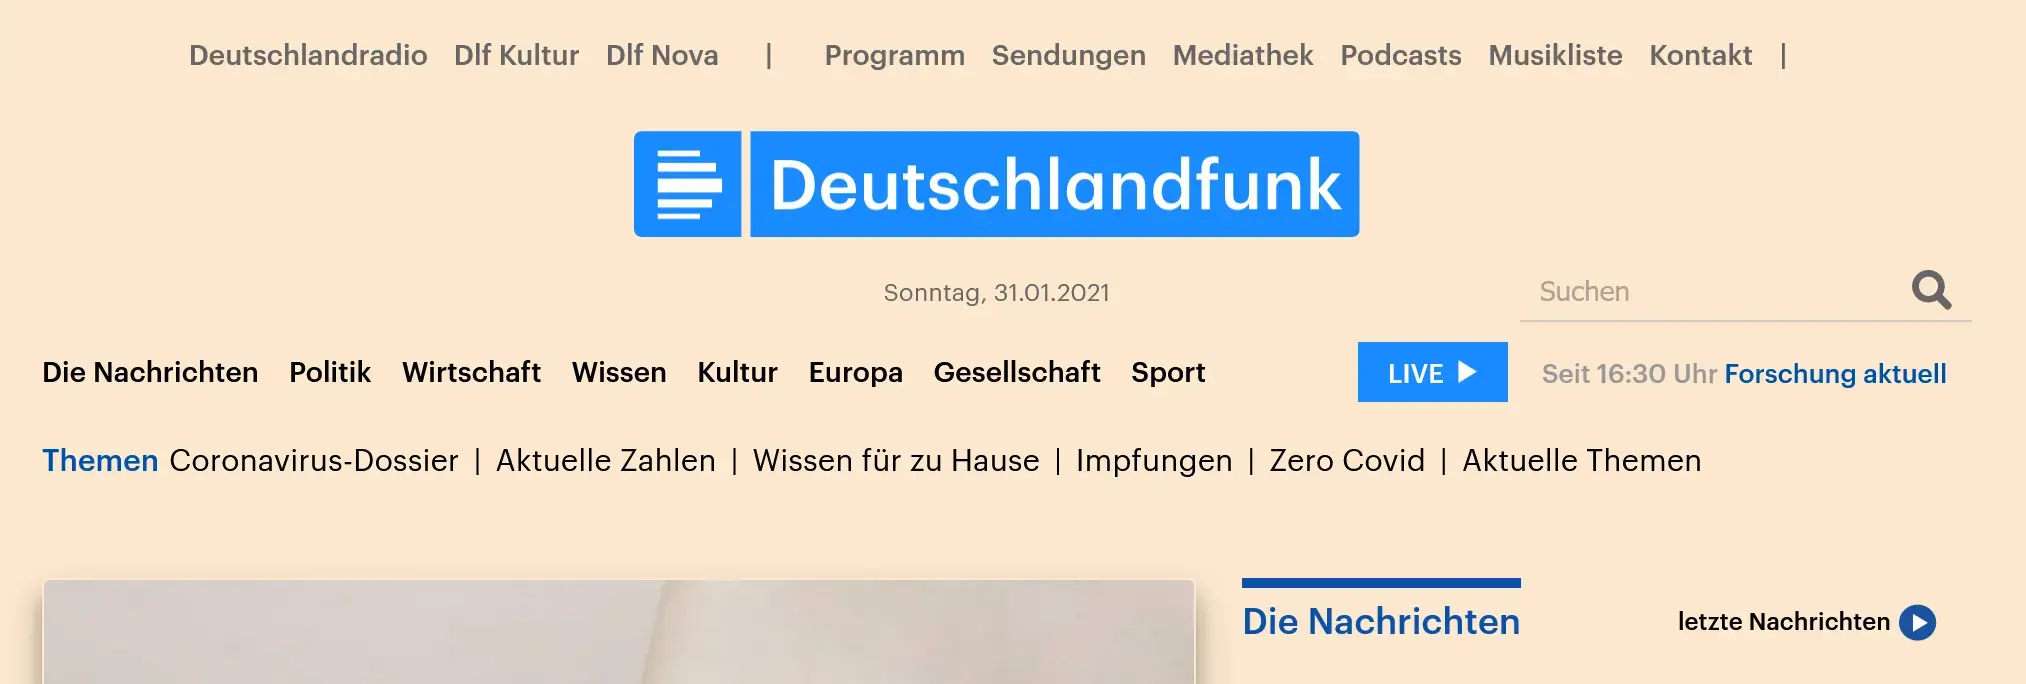 Deutschlandradio Dlf Kultur Dlf Nova | Programm Sendungen Mediathek Podcasts Musikliste Kontakt |
Deutschlandfunk
Sonntag, 31.01.2021
Suchen
Die Nachrichten Politik Wirtschaft Wissen Kultur Europa Gesellschaft Sport LIVE Seit 16:30 Uhr Forschung aktuell
Themen Coronavirus-Dossier | Aktuelle Zahlen | Wissen für zu Hause | Impfungen | Zero Covid | Aktuelle Themen
Die Nachrichten letzte Nachrichten